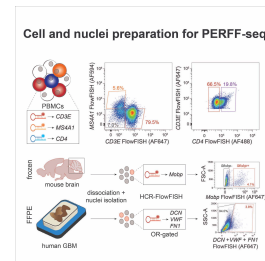 Cell and nuclei preparation for PERFF-seq
PBMCs
CD3E
MS4A1
CD4
MS4A1 FlowFISH (AF594)
79.5%
CD3E FlowFISH (AF647)
CD3E FlowFISH (AF647)
66.5% 19.6%
CD4 FlowFISH (AF488)
frozen
mouse brain
dissociation +
nuclei isolation
Mobp
HCR-FlowFISH
FSC-A
Mobp FlowFISH (AF647)
FFPE
human GBM
DCN
VWF
FN1
OR-gated
SSC-A
DCN + VWF + FN1
FlowFISH (AF647)